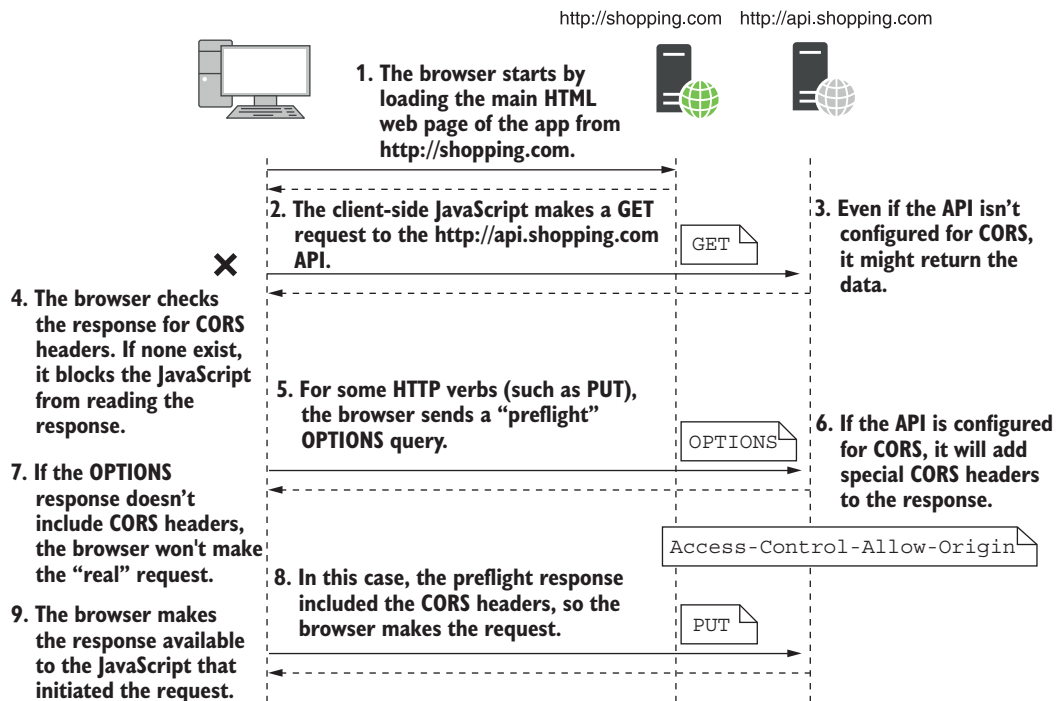 http://shopping.com http://api.shopping.com
1. The browser starts by
loading the main HTML
web page of the app from
http://shopping.com.
2. The client-side JavaScript makes a GET
request to the http://api.shopping.com
API.
GET
3. Even if the API isn't
configured for CORS,
it might return the
data.
4. The browser checks
the response for CORS
headers. If none exist,
it blocks the JavaScript
from reading the
response.
5. For some HTTP verbs (such as PUT),
the browser sends a “preflight”
OPTIONS query.
OPTIONS
6. If the API is configured
for CORS, it will add
special CORS headers
to the response.
Access-Control-Allow-Origin
7. If the OPTIONS
response doesn't
include CORS headers,
the browser won't make
the “real” request.
8. In this case, the preflight response
included the CORS headers, so the
browser makes the request.
PUT
9. The browser makes
the response available
to the JavaScript that
initiated the request.